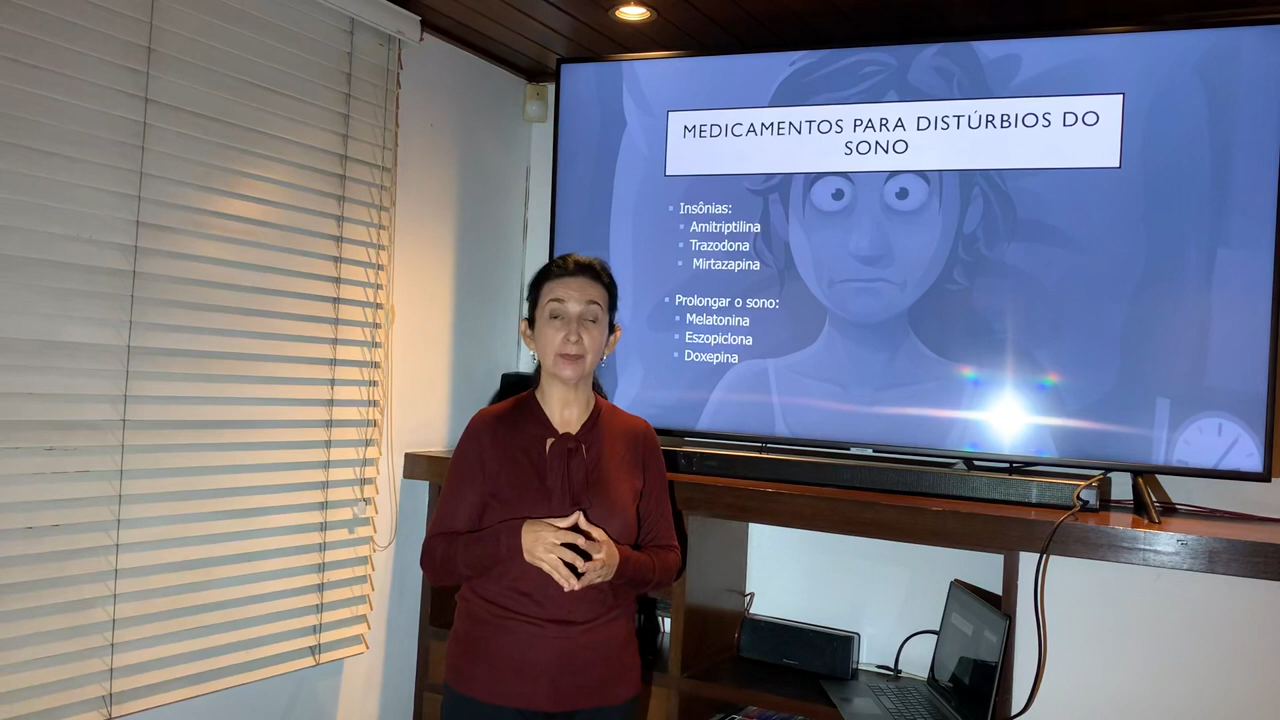 MEDICAMENTOS PARA DISTÚRBIOS DO
SONO
Insônias:
Amitriptilina
Trazodona
Mirtazapina
Prolongar o sono:
Melatonina
Eszopiclona
Doxepina